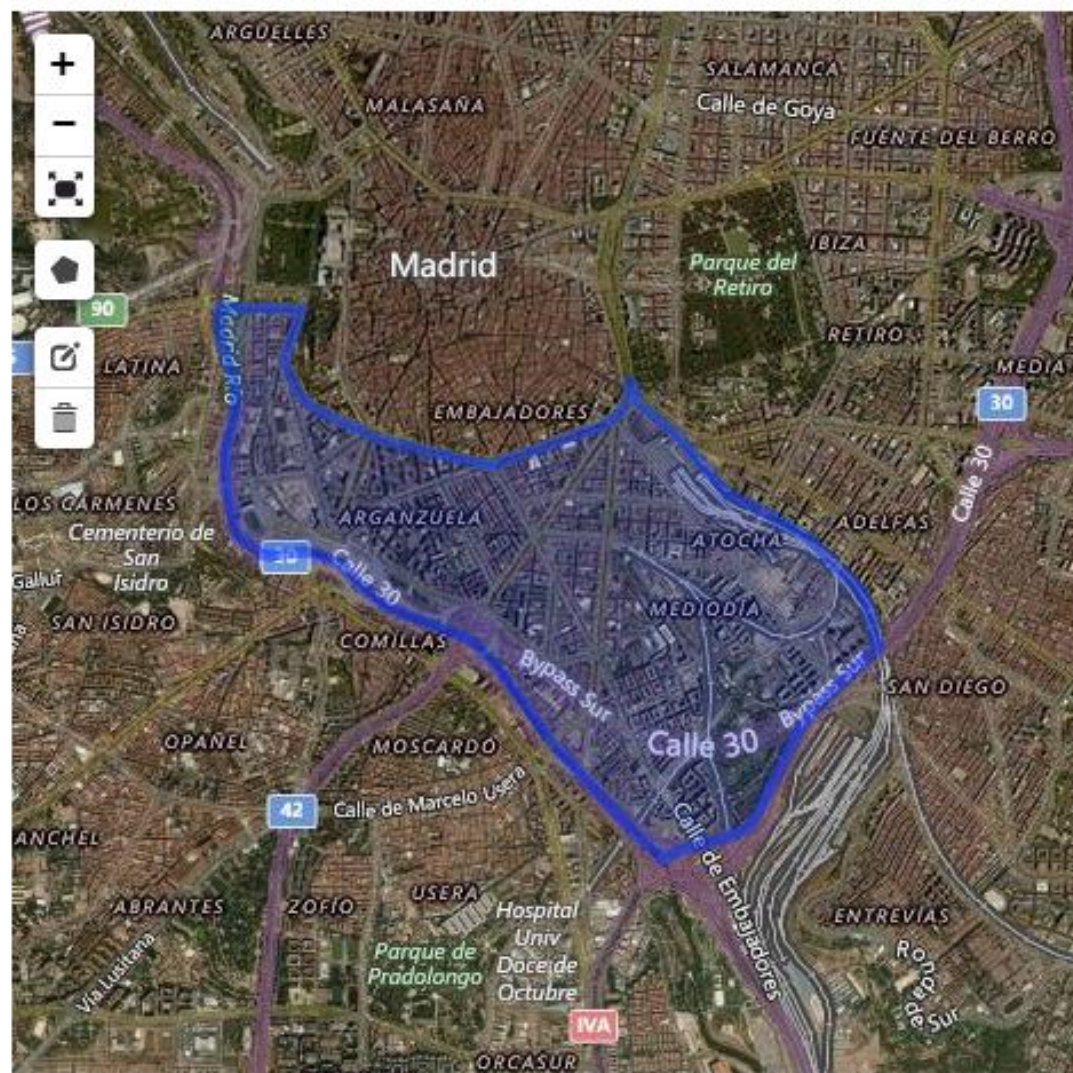 ARGÜELLES
+
SALAMANCA
MALASAÑA
Calle de Goya
−
FUENTE DEL BERRO
IBIZA
Madrid
Parque del
Retiro
90
Madrid Río
RETIRO
LATINA
MEDIA
30
EMBAJADORES
Calle 30
LOS CÁRMENES
ARGANZUELA
ADELFAS
Cementerio de
San
Isidro
ATOCHA
30
Calle 30
Gallur
MEDIODÍA
SAN ISIDRO
COMILLAS
Bypass Sur
Bypass Sur
SAN DIEGO
OPAÑEL
MOSCARDÓ
Calle 30
42
Calle de Marcelo Usera
ANCHEL
Calle de Embajadores
USERA
ABRANTES
ZOFÍO
Hospital
Univ
Doce de
Octubre
ENTREVÍAS
Parque de
Pradolongo
Vía Lusitana
Ronda
de Sur
IVA
ORCASUR